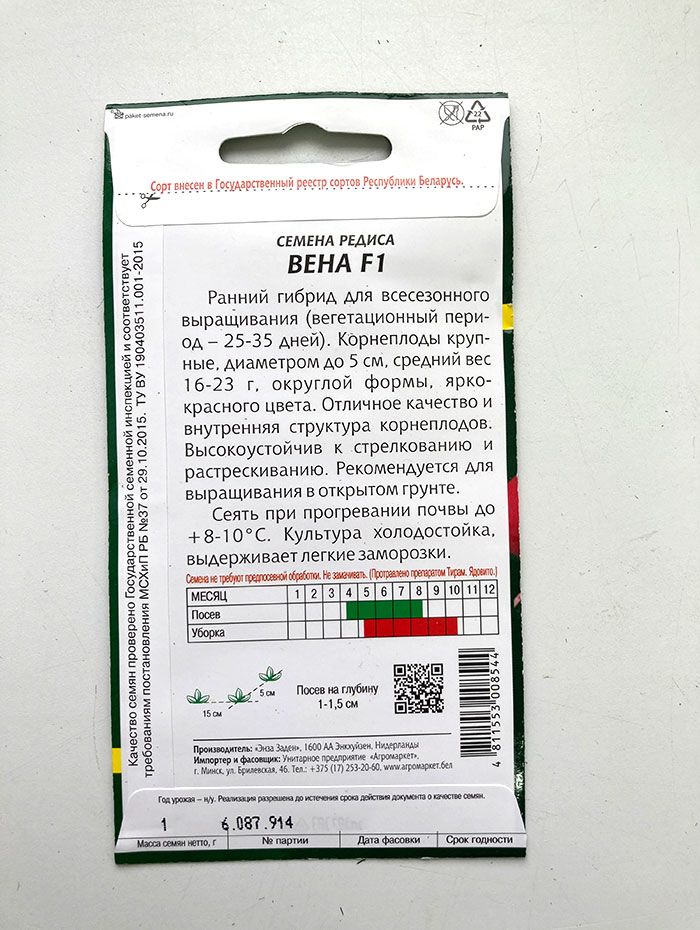 paket-semena.ru
22
PAP
Сорт внесен в Государственный реестр сортов Республики Беларусь.
СЕМЕНА РЕДИСА
ВЕНА F1
Ранний гибрид для всесезонного
выращивания (вегетационный пери-
од – 25-35 дней). Корнеплоды круп-
ные, диаметром до 5 см, средний вес
16-23 г, округлой формы, ярко-
красного цвета. Отличное качество и
внутренняя структура корнеплодов.
Высокоустойчив к стрелкованию и
растрескиванию. Рекомендуется для
выращивания в открытом грунте.
Сеять при прогревании почвы до
+8-10°С. Культура холодостойка,
выдерживает легкие заморозки.
Семена не требуют предпосевной обработки. Не замачивать. (Протравлено препаратом Тирам. Ядовито.)
МЕСЯЦ 1 2 3 4 5 6 7 8 9 10 11 12
Посев
Уборка
5 см
15 см
Посев на глубину
1-1,5 см
4 811553 008544
Производитель: «Энза Заден», 1600 АА Энкхуйзен, Нидерланды
Импортер и фасовщик: Унитарное предприятие «Агромаркет»,
г. Минск, ул. Брилевская, 46. Тел.: +375 (17) 253-20-60, www.агромаркет.бел
Качество семян проверено Государственной семенной инспекцией и соответствует
требованиям постановления МСХиП РБ №37 от 29.10.2015. ТУ BY 190403511.001-2015
Год урожая – н/у. Реализация разрешена до истечения срока действия документа о качестве семян.
1 6.087.914
Масса семян нетто, г № партии Дата фасовки Срок годности